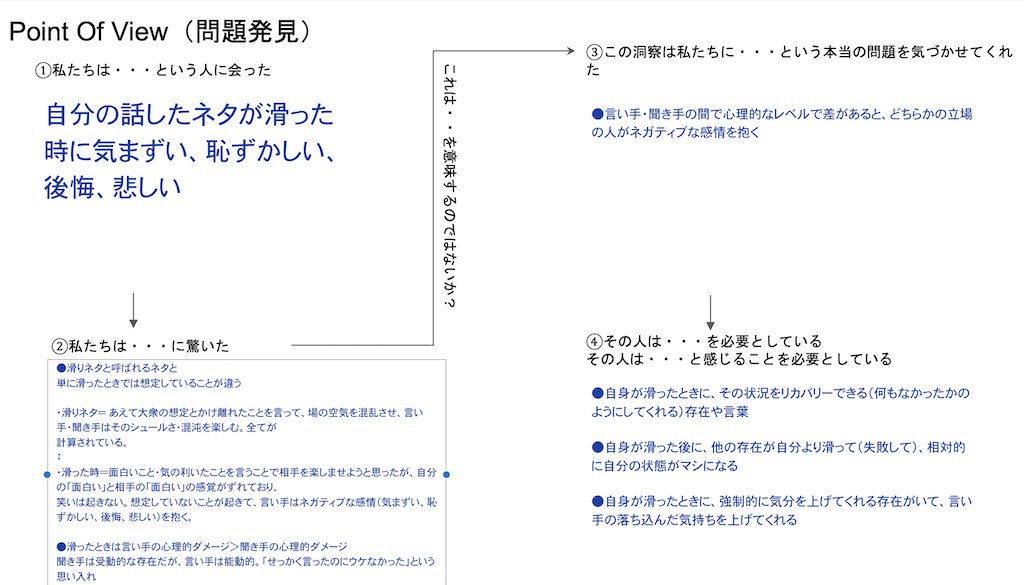 Point Of View（問題発見）
①私たちは・・・という人に会った
自分の話したネタが滑った
時に気まずい、恥ずかしい、
後悔、悲しい
②私たちは・・・に驚いた
●滑りネタと呼ばれるネタと
単に滑ったときでは想定していることが違う
・滑りネタ＝ あえて大衆の想定とかけ離れたことを言って、場の空気を混乱させ、言い
手・聞き手はそのシュールさ・混沌を楽しむ。全てが
計算されている。
↕
・滑った時＝面白いこと・気の利いたことを言うことで相手を楽しませようと思ったが、自分
の「面白い」と相手の「面白い」の感覚がずれており、
笑いは起きない。想定していないことが起きて、言い手はネガティブな感情（気まずい、恥
ずかしい、後悔、悲しい）を抱く。
●滑ったときは言い手の心理的ダメージ＞聞き手の心理的ダメージ
聞き手は受動的な存在だが、言い手は能動的。「せっかく言ったのにウケなかった」という
思い入れ
これは・・を意味するのではないか？
③この洞察は私たちに・・・という本当の問題を気づかせてくれ
た
●言い手・聞き手の間で心理的なレベルで差があると、どちらかの立場
の人がネガティブな感情を抱く
④その人は・・・を必要としている
その人は・・・と感じることを必要としている
●自身が滑ったときに、その状況をリカバリーできる（何もなかったかの
ようにしてくれる）存在や言葉
●自身が滑った後に、他の存在が自分より滑って（失敗して）、相対的
に自分の状態がマシになる
●自身が滑ったときに、強制的に気分を上げてくれる存在がいて、言い
手の落ち込んだ気持ちを上げてくれる